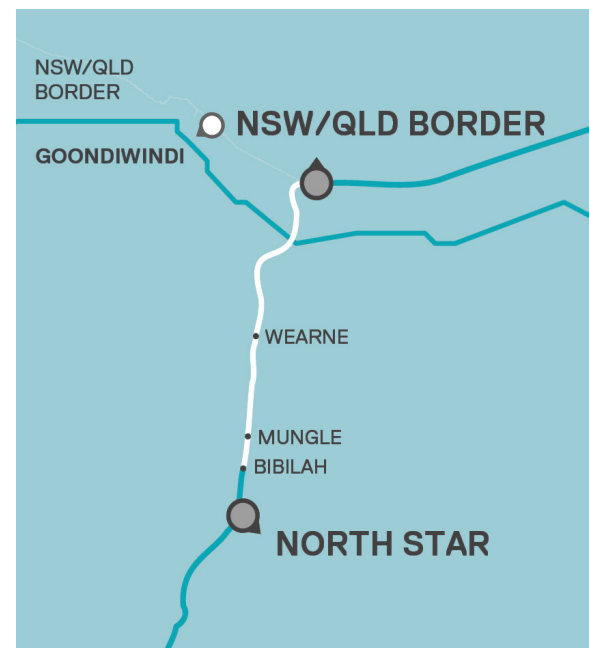 NSW/QLD
BORDER
NSW/QLD BORDER
GOONDIWINDI
WEARNE
MUNGLE
BIBILAH
NORTH STAR